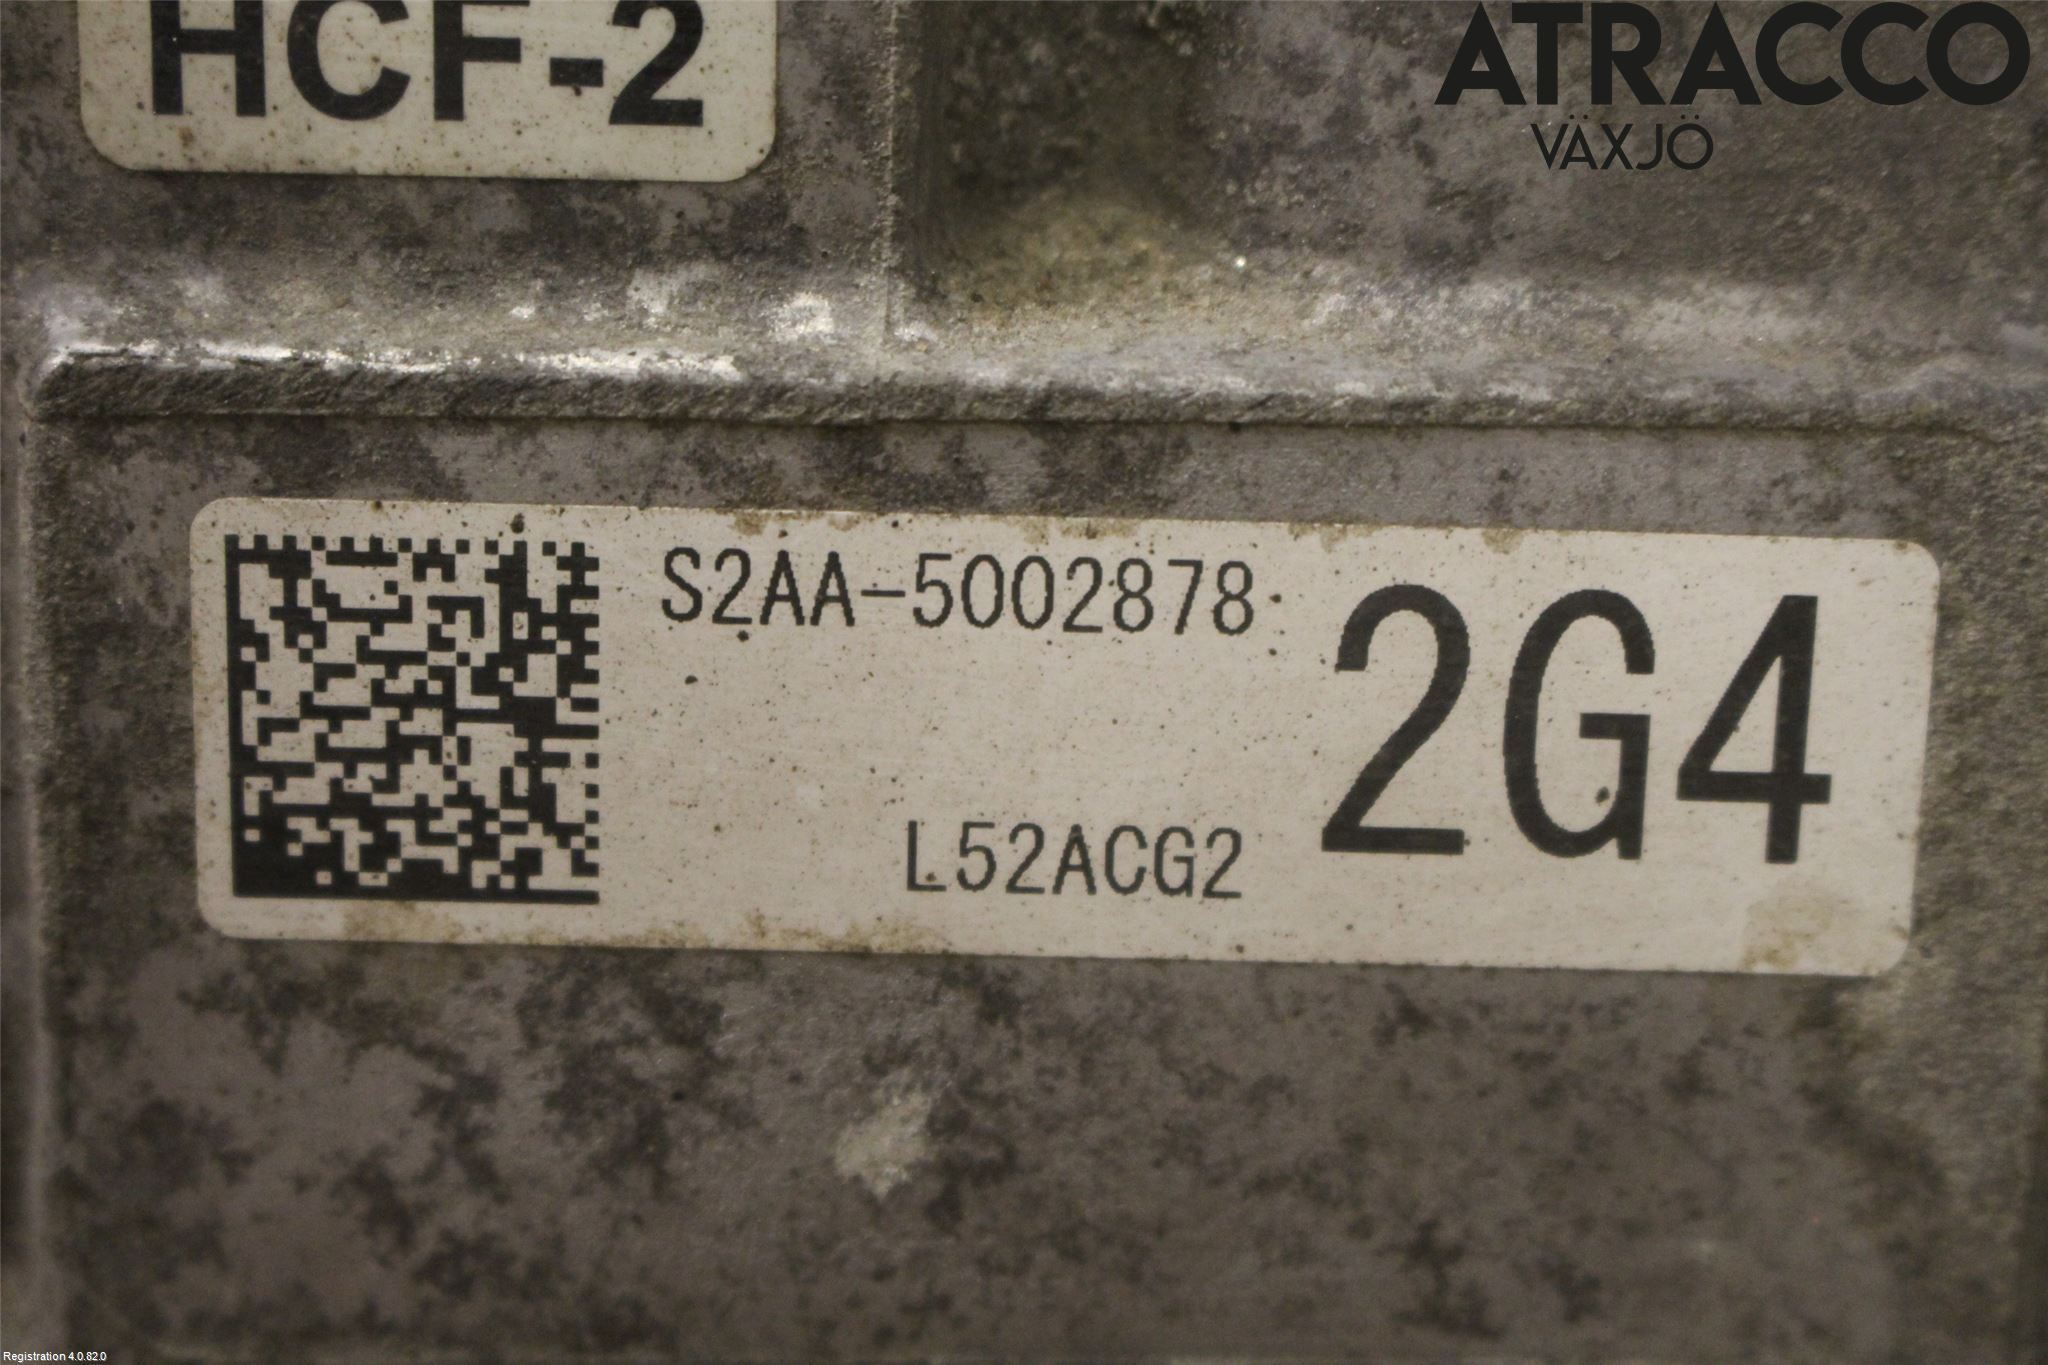 HCF-2
ATRACCO
VÄXJÖ
S2AA-5002878
2G4
L52ACG2
Registration 4.0.82.0